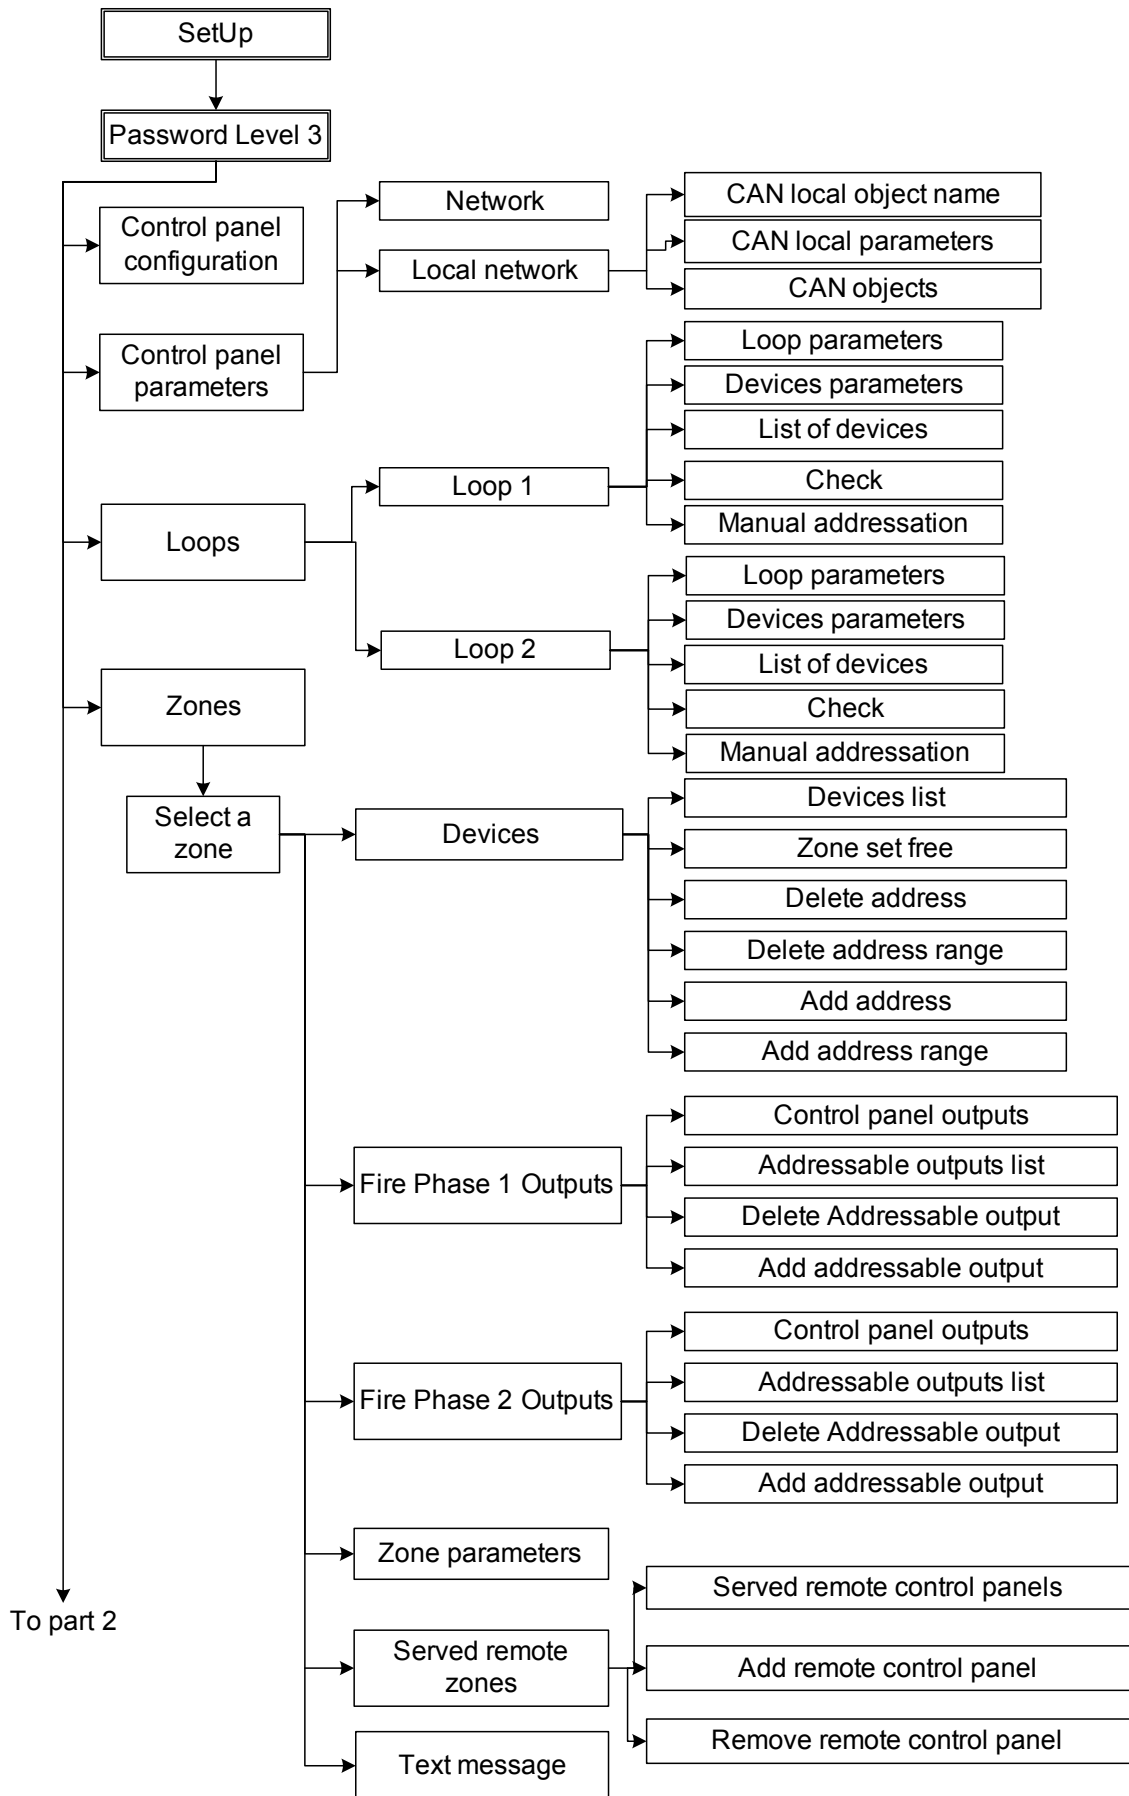 SetUp
Password Level 3
Control panel
configuration
Control panel
parameters
Network
Local network
CAN local object name
CAN local parameters
CAN objects
Loops
Loop 1
Loop parameters
Devices parameters
List of devices
Check
Manual addressation
Loop 2
Loop parameters
Devices parameters
List of devices
Check
Manual addressation
Zones
Select a
zone
Devices
Devices list
Zone set free
Delete address
Delete address range
Add address
Add address range
Fire Phase 1 Outputs
Control panel outputs
Addressable outputs list
Delete Addressable output
Add addressable output
Fire Phase 2 Outputs
Control panel outputs
Addressable outputs list
Delete Addressable output
Add addressable output
Zone parameters
Served remote
zones
Served remote control panels
Add remote control panel
Remove remote control panel
Text message
To part 2